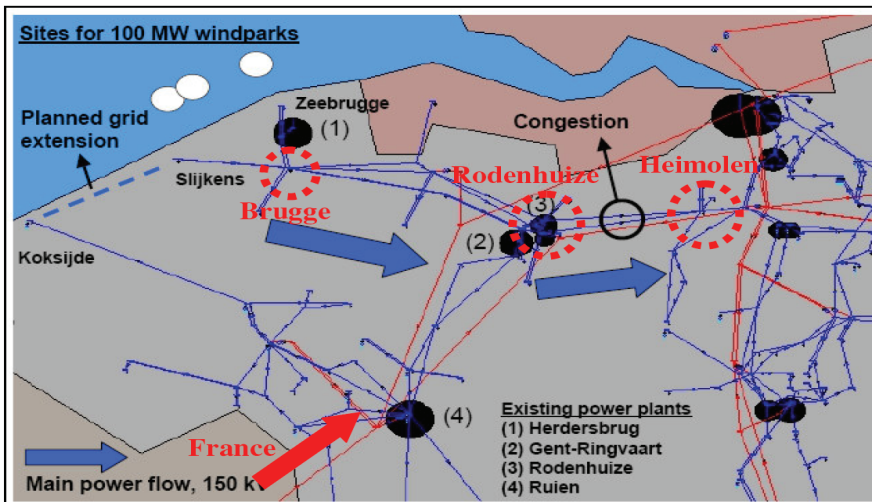 Sites for 100 MW windparks
Zeebrugge
(1)
Planned grid
extension
Congestion
Slijkens
Rodenhuize
Heimolen
Brugge
(3)
(2)
Koksijde
(4)
France
Existing power plants
(1) Herdersbrug
(2) Gent-Ringvaart
(3) Rodenhuize
(4) Ruien
Main power flow, 150 kV